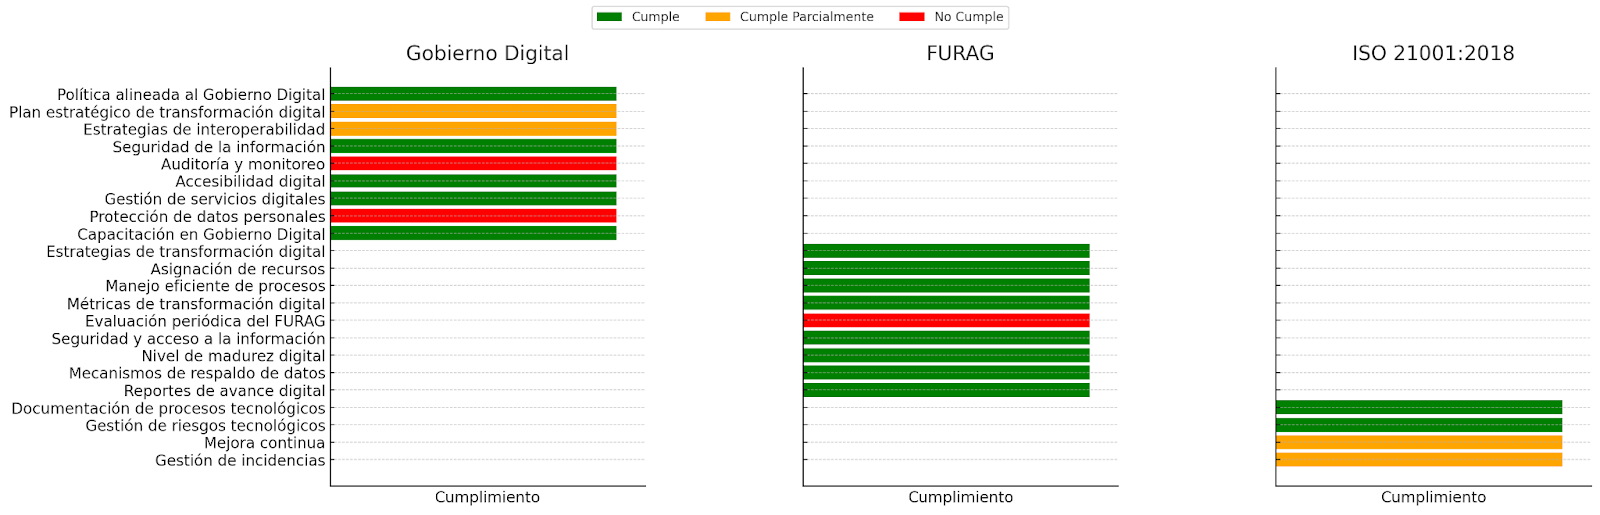 Cumple
Cumple Parcialmente
No Cumple
Gobierno Digital
FURAG
ISO 21001:2018
Política alineada al Gobierno Digital
Plan estratégico de transformación digital
Estrategias de interoperabilidad
Seguridad de la información
Auditoría y monitoreo
Accesibilidad digital
Gestión de servicios digitales
Protección de datos personales
Capacitación en Gobierno Digital
Estrategias de transformación digital
Asignación de recursos
Manejo eficiente de procesos
Métricas de transformación digital
Evaluación periódica del FURAG
Seguridad y acceso a la información
Nivel de madurez digital
Mecanismos de respaldo de datos
Reportes de avance digital
Documentación de procesos tecnológicos
Gestión de riesgos tecnológicos
Mejora continua
Gestión de incidencias
Cumplimiento
Cumplimiento
Cumplimiento